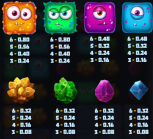 6 - 0.80 6 - 0.80 6 - 0.48 6 - 0.48
5 - 0.56 5 - 0.56 5 - 0.40 5 - 0.40
4 - 0.48 4 - 0.48 4 - 0.24 4 - 0.24
3 - 0.24 3 - 0.24 3 - 0.16 3 - 0.16
6 - 0.32 6 - 0.32 6 - 0.32 6 - 0.32
5 - 0.24 5 - 0.24 5 - 0.24 5 - 0.24
4 - 0.16 4 - 0.16 4 - 0.16 4 - 0.16
3 - 0.08 3 - 0.08 3 - 0.08 3 - 0.08